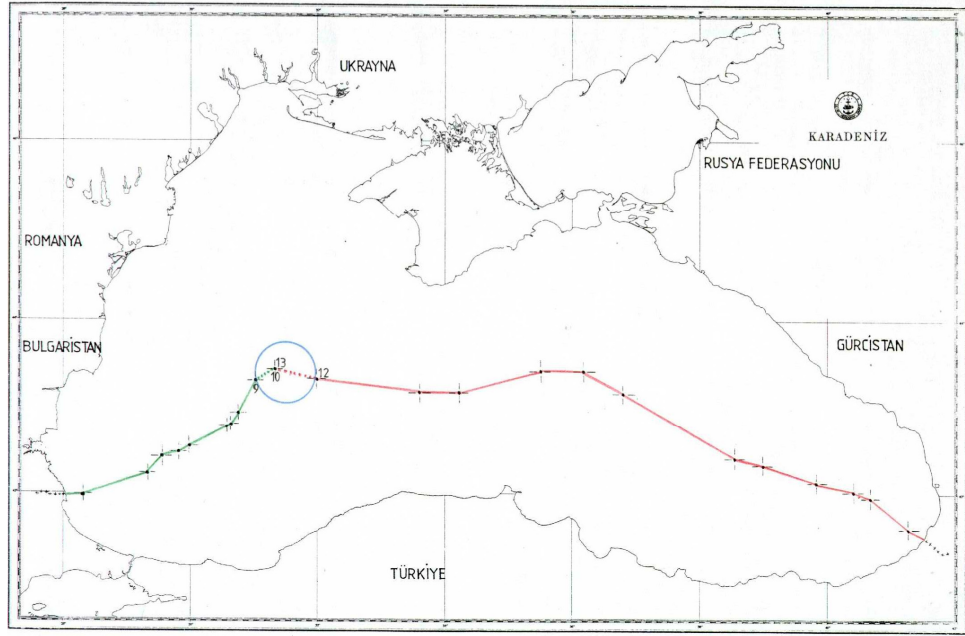 UKRAYNA
KARADENİZ
RUSYA FEDERASYONU
ROMANYA
BULGARİSTAN
GÜRCİSTAN
13
10
12
9
TÜRKİYE